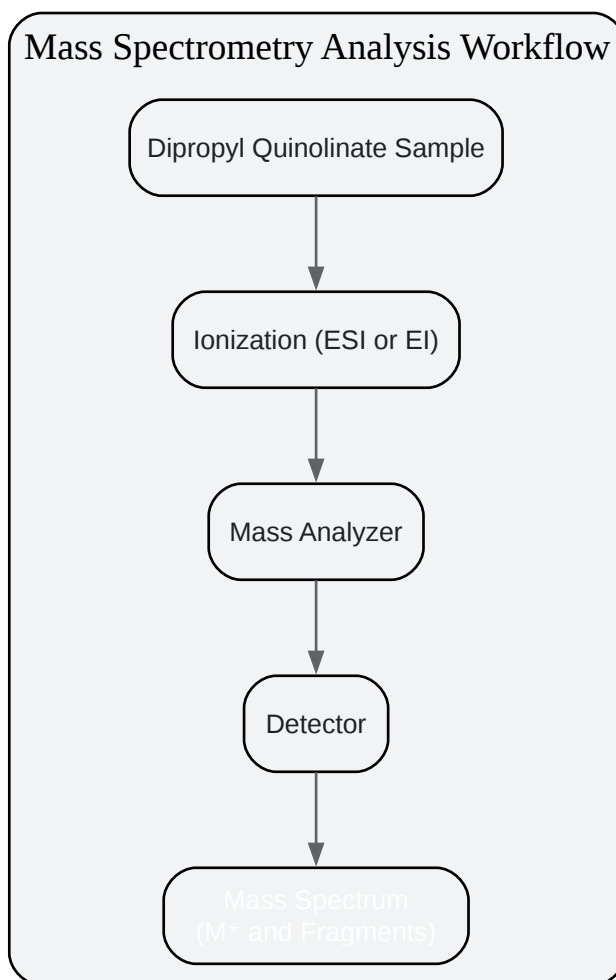 Mass Spectrometry Analysis Workflow
Dipropyl Quinolinate Sample
Ionization (ESI or EI)
Mass Analyzer
Detector
Mass Spectrum
(M⁺ and Fragments)